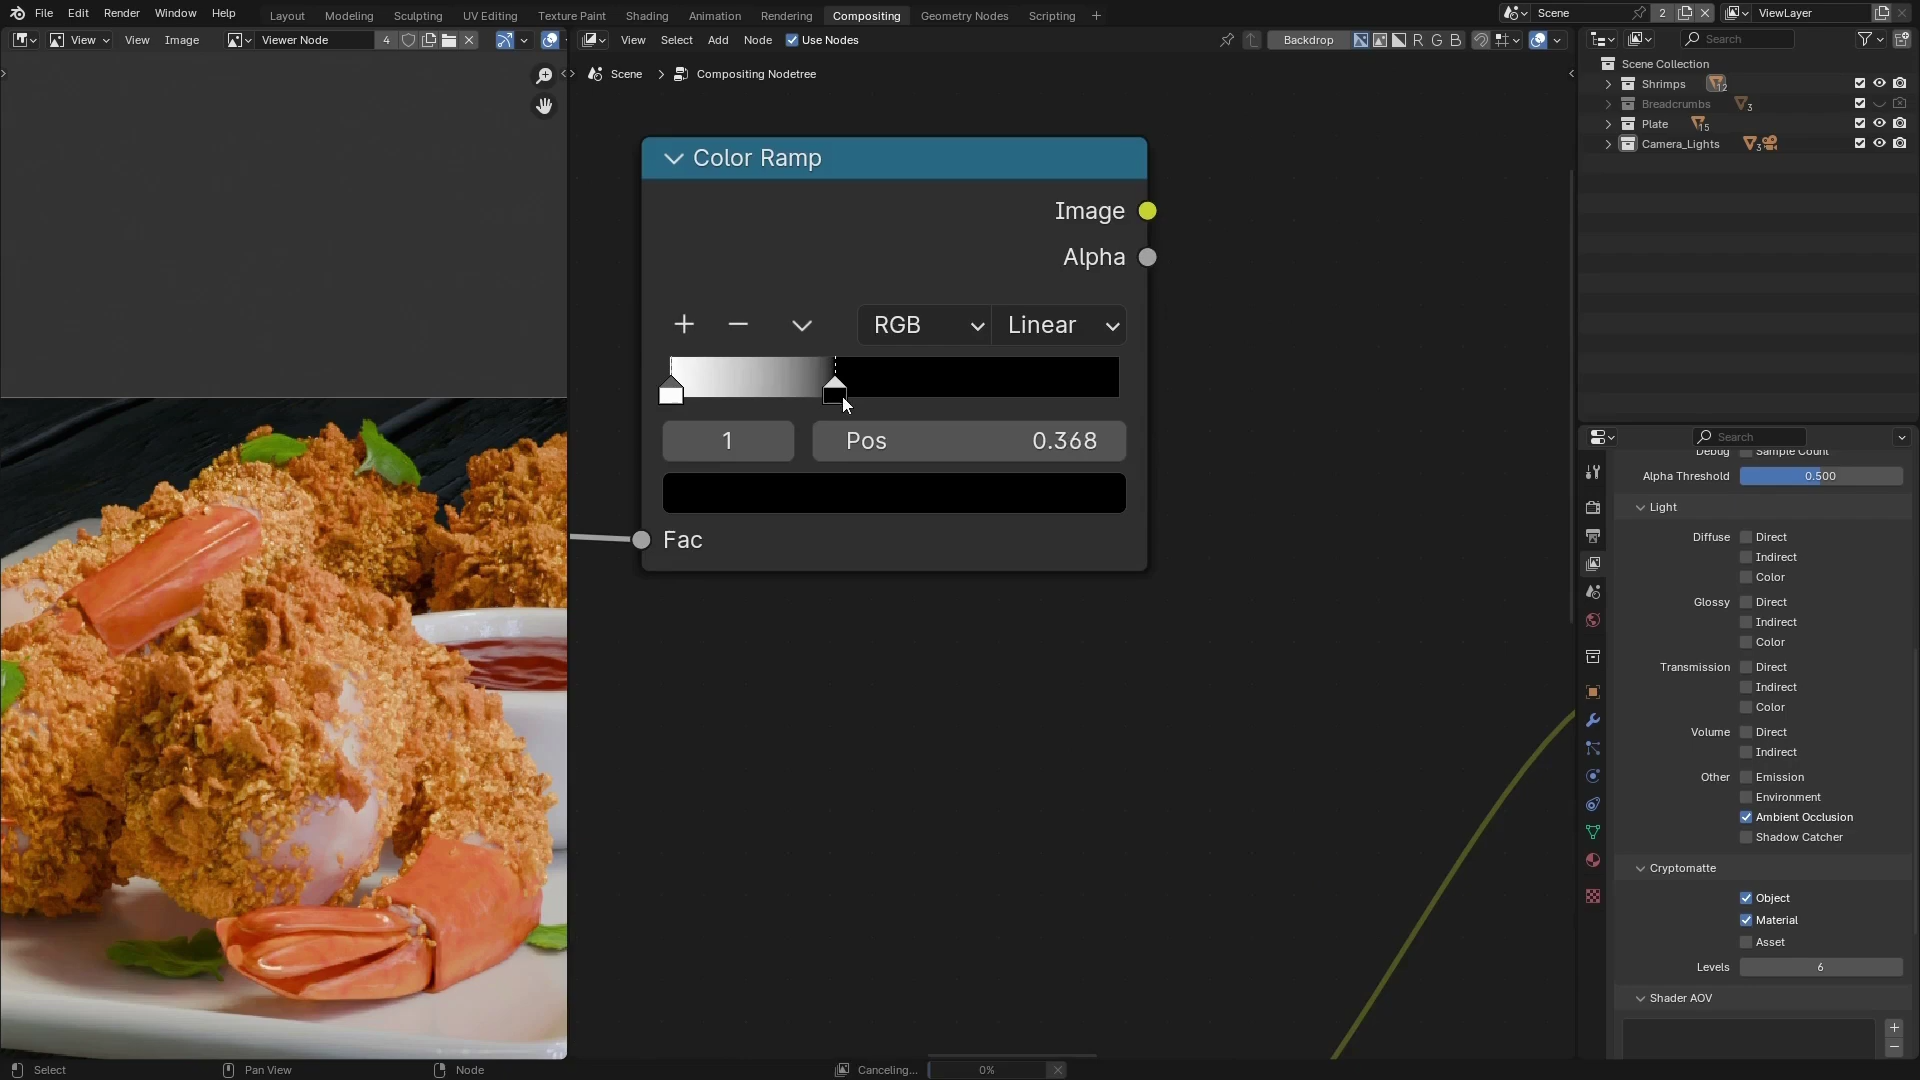 File Edit Render Window Help Layout Modeling Sculpting UV Editing Texture Paint Shading Animation Rendering Compositing Geometry Nodes Scripting + Scene 2 ViewLayer
View View Image Viewer Node 4 View Select Add Node Use Nodes Backdrop R G B Search
Scene > Compositing Nodetree
Scene Collection
Shrimps 12
Breadcrumbs 3
Plate 15
Camera_Lights 3
Color Ramp
Image
Alpha
RGB Linear
1 Pos 0.368
Fac
Search
Debug Sample Count
Alpha Threshold 0.500
Light
Diffuse Direct
Indirect
Color
Glossy Direct
Indirect
Color
Transmission Direct
Indirect
Color
Volume Direct
Indirect
Other Emission
Environment
Ambient Occlusion
Shadow Catcher
Cryptomatte
Object
Material
Asset
Levels 6
Shader AOV
Select Pan View Node Canceling... 0%